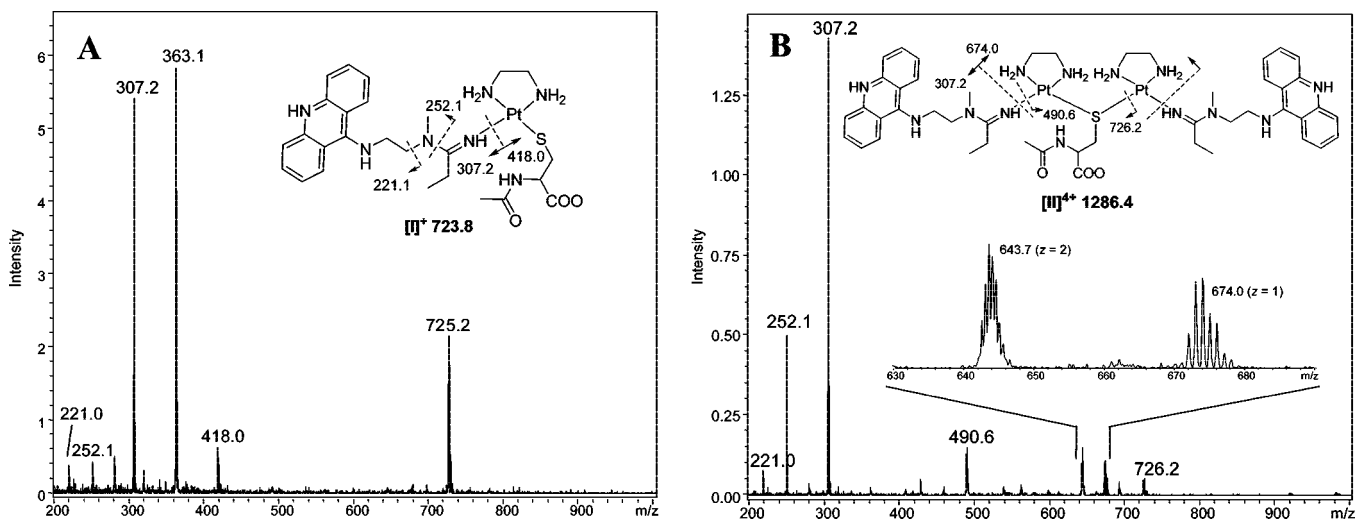 A
Intensity
6
5
4
3
2
1
0
200 300 400 500 600 700 800 900 m/z
363.1
307.2
725.2
221.0
252.1
418.0
HN
N
H
N
252.1
H2N
NH2
Pt
NH
S
307.2
418.0
221.1
HN
COO
O
[I]+ 723.8
B
Intensity
1.25
1.00
0.75
0.50
0.25
0.00
200 300 400 500 600 700 800 900 m/z
307.2
252.1
221.0
490.6
726.2
674.0
307.2
H2N
NH2
H2N
NH2
HN
Pt
Pt
NH
N
H
N
NH
490.6
S
726.2
HN
N
HN
H
N
O
COO
[II]4+ 1286.4
643.7 (z = 2)
674.0 (z = 1)
630 640 650 660 670 680 m/z